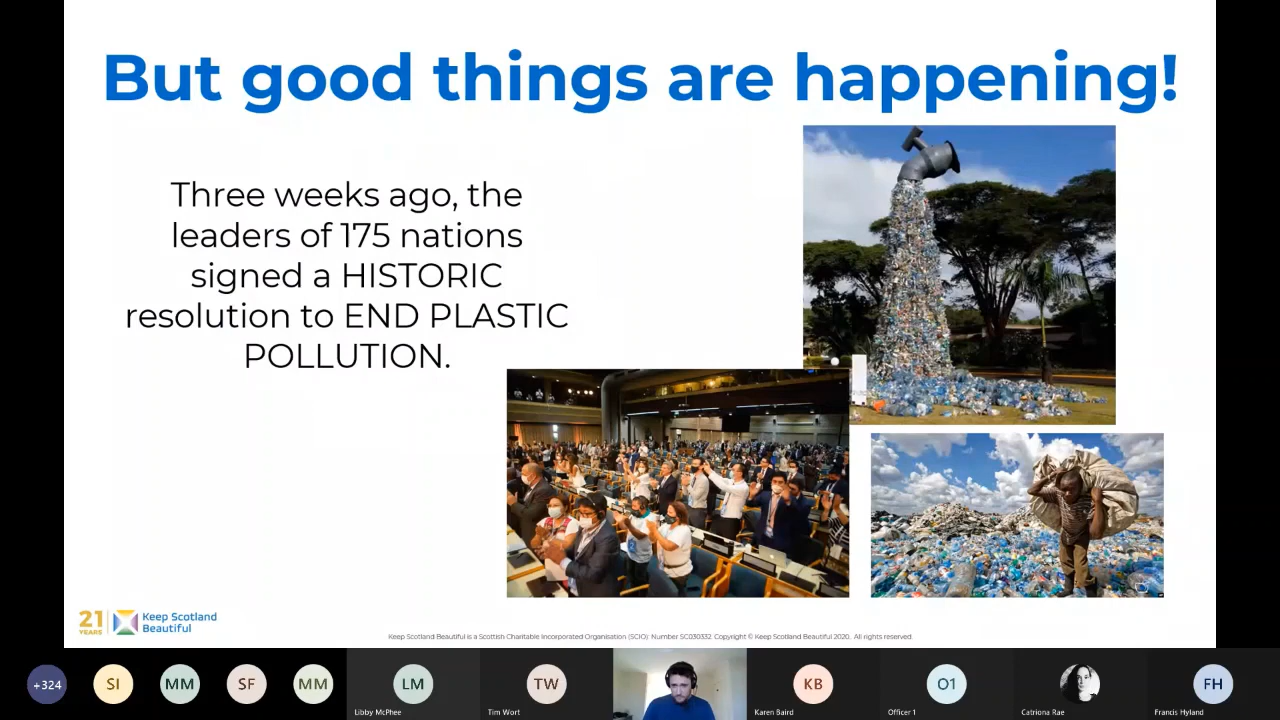 But good things are happening!
Three weeks ago, the
leaders of 175 nations
signed a HISTORIC
resolution to END PLASTIC
POLLUTION.
21
YEARS
Keep Scotland
Beautiful
Keep Scotland Beautiful is a Scottish Charitable Incorporated Organisation (SCIO): Number SC030332. Copyright © Keep Scotland Beautiful 2020. All rights reserved.
+324
SI
MM
SF
MM
LM
TW
KB
O1
FH
Libby McPhee
Tim Wort
Karen Baird
Officer 1
Catriona Rae
Francis Hyland